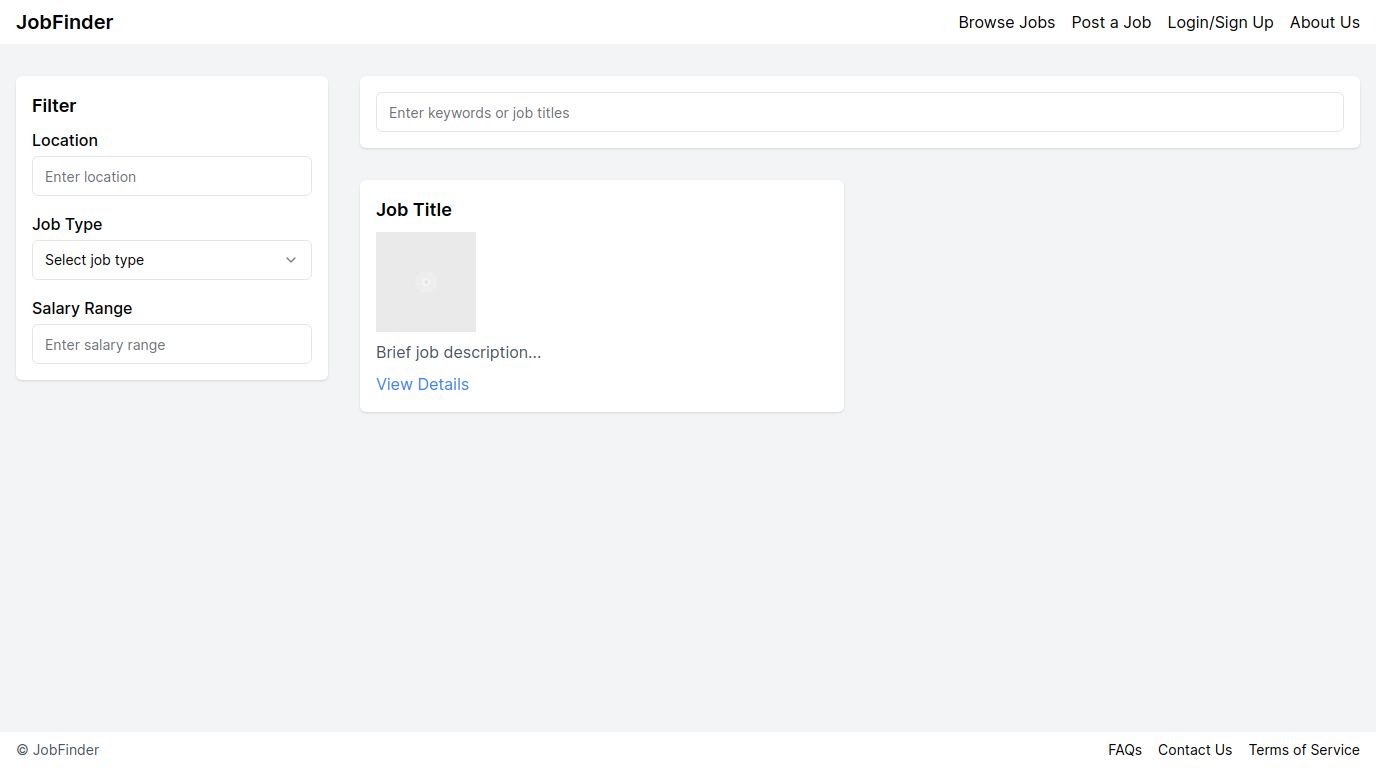 JobFinder
Browse Jobs
Post a Job
Login/Sign Up
About Us
Filter
Location
Enter location
Job Type
Select job type
Salary Range
Enter salary range
Enter keywords or job titles
Job Title
Brief job description...
View Details
© JobFinder
FAQs
Contact Us
Terms of Service